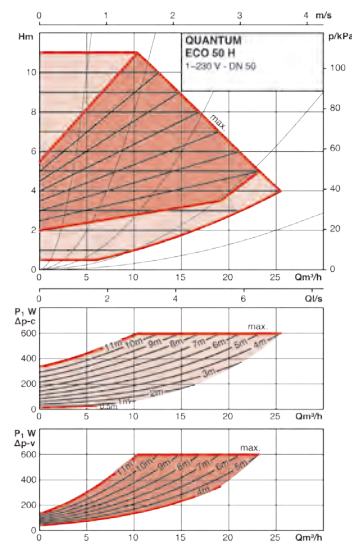 0 1 2 3 4 m/s
Hm
p/kPa
QUANTUM
ECO 50 H
1~230 V - DN 50
10
8
6
4
2
0
100
80
60
40
20
0
max.
0 5 10 15 20 25 Qm³/h
0 2 4 6 Ql/s
P₁ W
Δp-c
600
400
200
0
max.
11m 10m 9m 8m 7m 6m 5m 4m
3m
2m
1m
0.5m
0 5 10 15 20 25 Qm³/h
P₁ W
Δp-v
600
400
200
0
max.
11m 10m 9m 8m 7m 6m 5m
4m
0 5 10 15 20 25 Qm³/h